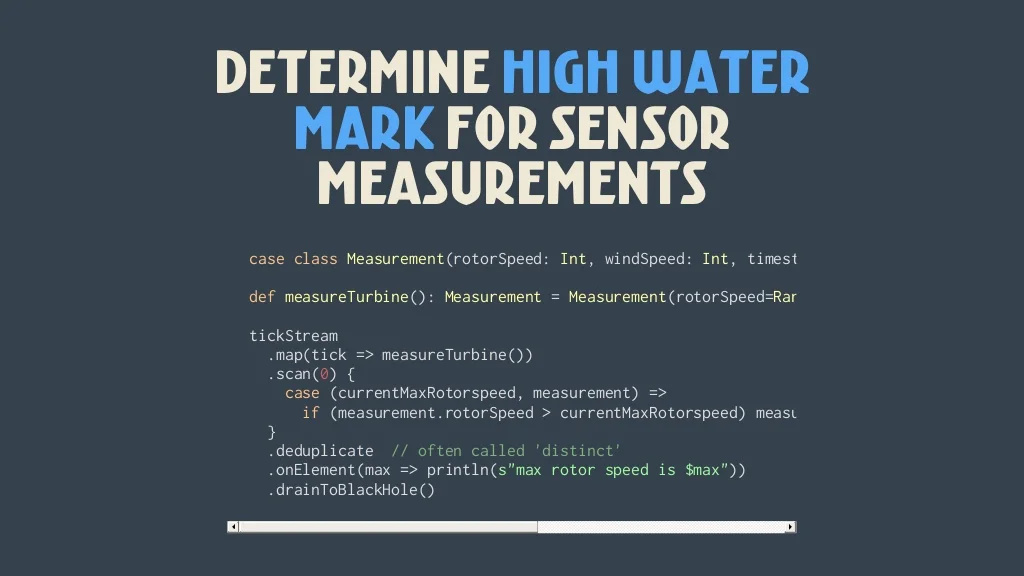 DETERMINE HIGH WATER
MARK FOR SENSOR
MEASUREMENTS
case class Measurement(rotorSpeed: Int, windSpeed: Int, timest
def measureTurbine(): Measurement = Measurement(rotorSpeed=Ran
tickStream
  .map(tick => measureTurbine())
  .scan(0) {
    case (currentMaxRotorspeed, measurement) =>
      if (measurement.rotorSpeed > currentMaxRotorspeed) measu
  }
  .deduplicate  // often called 'distinct'
  .onElement(max => println(s"max rotor speed is $max"))
  .drainToBlackHole()